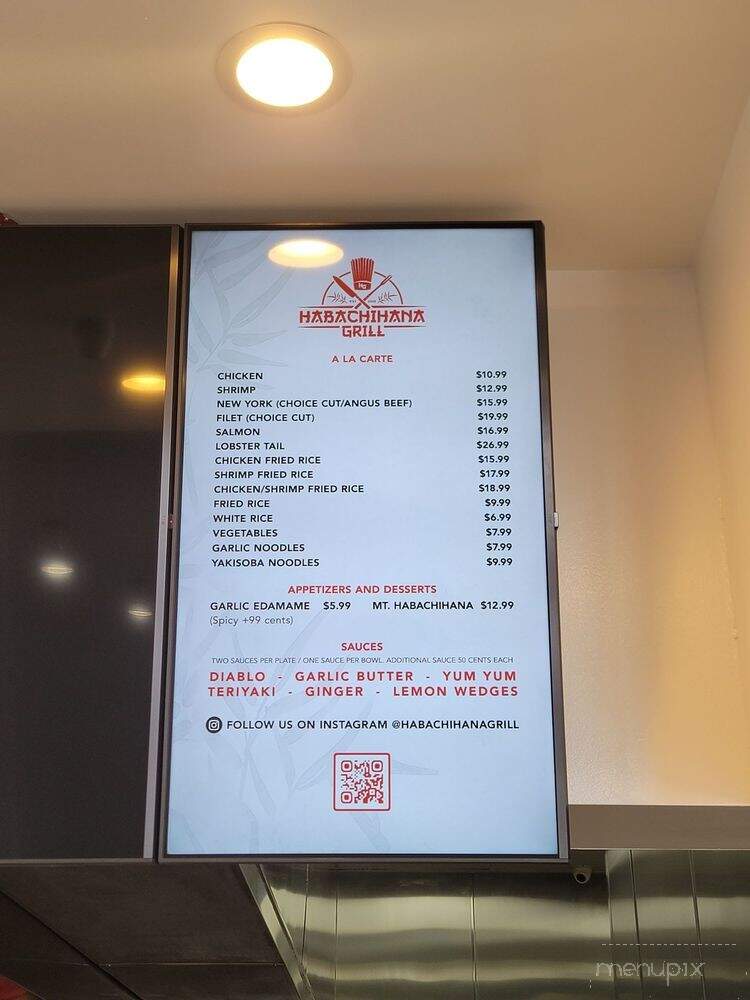 HG
HABACHIHANA
GRILL
A LA CARTE
CHICKEN $10.99
SHRIMP $12.99
NEW YORK (CHOICE CUT/ANGUS BEEF) $15.99
FILET (CHOICE CUT) $19.99
SALMON $16.99
LOBSTER TAIL $26.99
CHICKEN FRIED RICE $15.99
SHRIMP FRIED RICE $17.99
CHICKEN/SHRIMP FRIED RICE $18.99
FRIED RICE $9.99
WHITE RICE $6.99
VEGETABLES $7.99
GARLIC NOODLES $7.99
YAKISOBA NOODLES $9.99
APPETIZERS AND DESSERTS
GARLIC EDAMAME $5.99 MT. HABACHIHANA $12.99
(Spicy +99 cents)
SAUCES
TWO SAUCES PER PLATE / ONE SAUCE PER BOWL. ADDITIONAL SAUCE 50 CENTS EACH
DIABLO - GARLIC BUTTER - YUM YUM
TERIYAKI - GINGER - LEMON WEDGES
FOLLOW US ON INSTAGRAM @HABACHIHANAGRILL
menupix